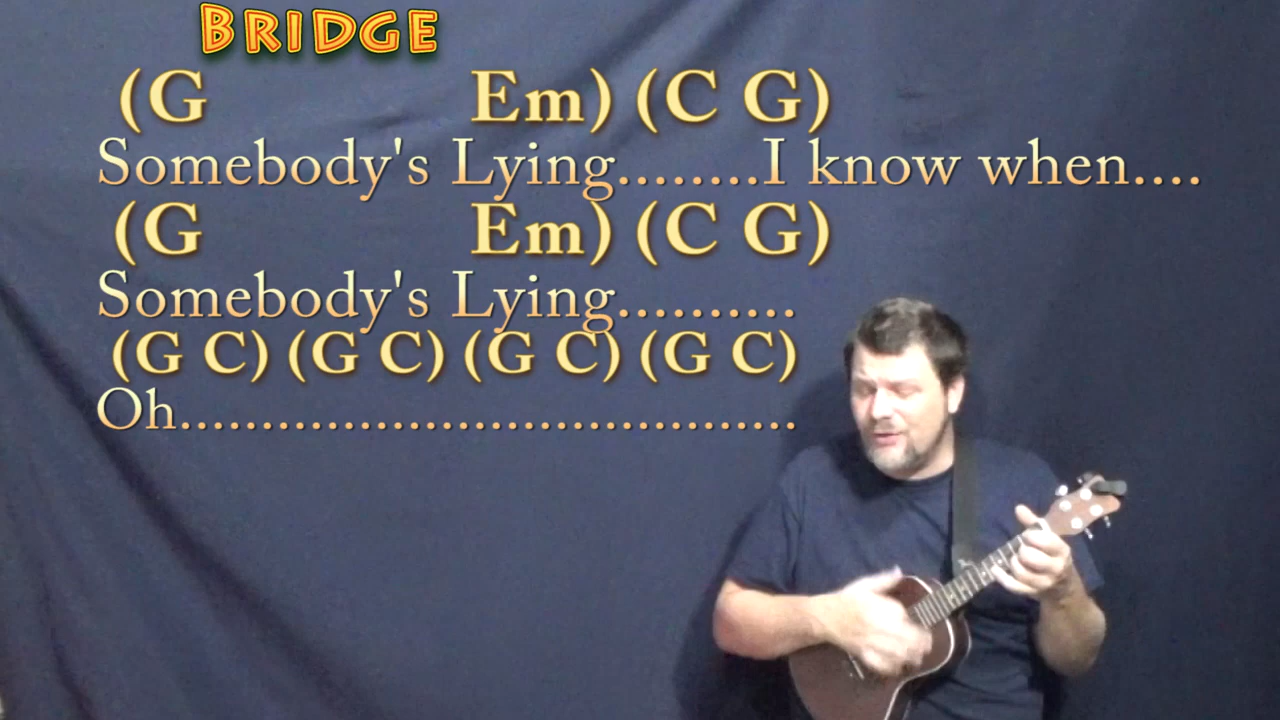 BRIDGE
(G Em) (C G)
Somebody's Lying........I know when....
(G Em) (C G)
Somebody's Lying..........
(G C) (G C) (G C) (G C)
Oh......................................